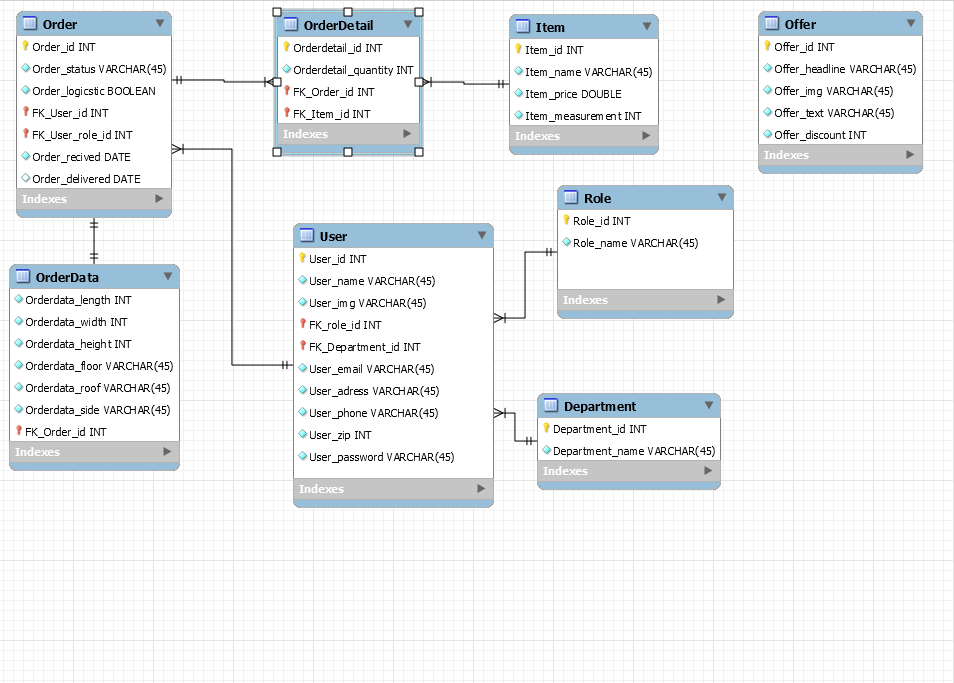 Order
Order_id INT
Order_status VARCHAR(45)
Order_logicstic BOOLEAN
FK_User_id INT
FK_User_role_id INT
Order_recived DATE
Order_delivered DATE
Indexes
OrderDetail
Orderdetail_id INT
Orderdetail_quantity INT
FK_Order_id INT
FK_Item_id INT
Indexes
Item
Item_id INT
Item_name VARCHAR(45)
Item_price DOUBLE
Item_measurement INT
Indexes
Offer
Offer_id INT
Offer_headline VARCHAR(45)
Offer_img VARCHAR(45)
Offer_text VARCHAR(45)
Offer_discount INT
Indexes
OrderData
Orderdata_length INT
Orderdata_width INT
Orderdata_height INT
Orderdata_floor VARCHAR(45)
Orderdata_roof VARCHAR(45)
Orderdata_side VARCHAR(45)
FK_Order_id INT
Indexes
User
User_id INT
User_name VARCHAR(45)
User_img VARCHAR(45)
FK_role_id INT
FK_Department_id INT
User_email VARCHAR(45)
User_adress VARCHAR(45)
User_phone VARCHAR(45)
User_zip INT
User_password VARCHAR(45)
Indexes
Role
Role_id INT
Role_name VARCHAR(45)
Indexes
Department
Department_id INT
Department_name VARCHAR(45)
Indexes